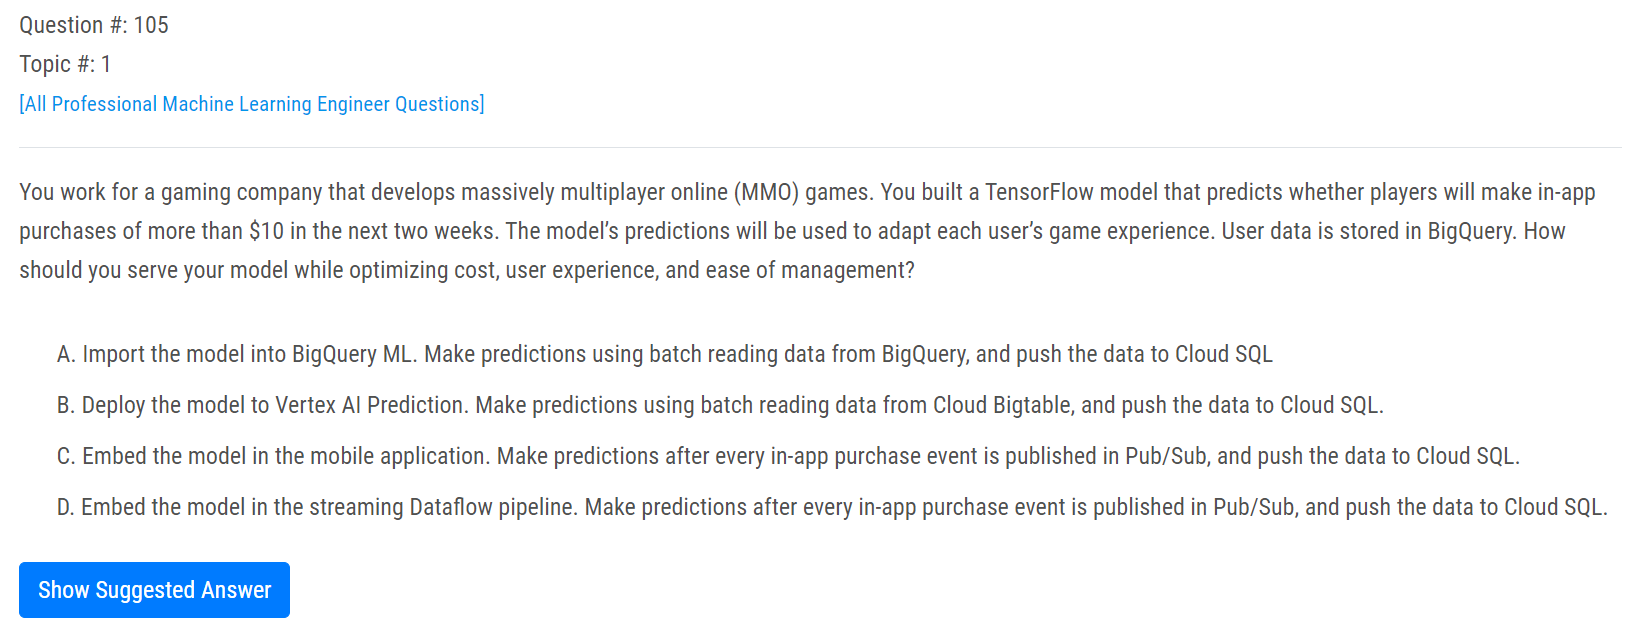 Question #: 105
Topic #: 1
[All Professional Machine Learning Engineer Questions]
You work for a gaming company that develops massively multiplayer online (MMO) games. You built a TensorFlow model that predicts whether players will make in-app
purchases of more than $10 in the next two weeks. The model’s predictions will be used to adapt each user’s game experience. User data is stored in BigQuery. How
should you serve your model while optimizing cost, user experience, and ease of management?
A. Import the model into BigQuery ML. Make predictions using batch reading data from BigQuery, and push the data to Cloud SQL
B. Deploy the model to Vertex AI Prediction. Make predictions using batch reading data from Cloud Bigtable, and push the data to Cloud SQL.
C. Embed the model in the mobile application. Make predictions after every in-app purchase event is published in Pub/Sub, and push the data to Cloud SQL.
D. Embed the model in the streaming Dataflow pipeline. Make predictions after every in-app purchase event is published in Pub/Sub, and push the data to Cloud SQL.
Show Suggested Answer